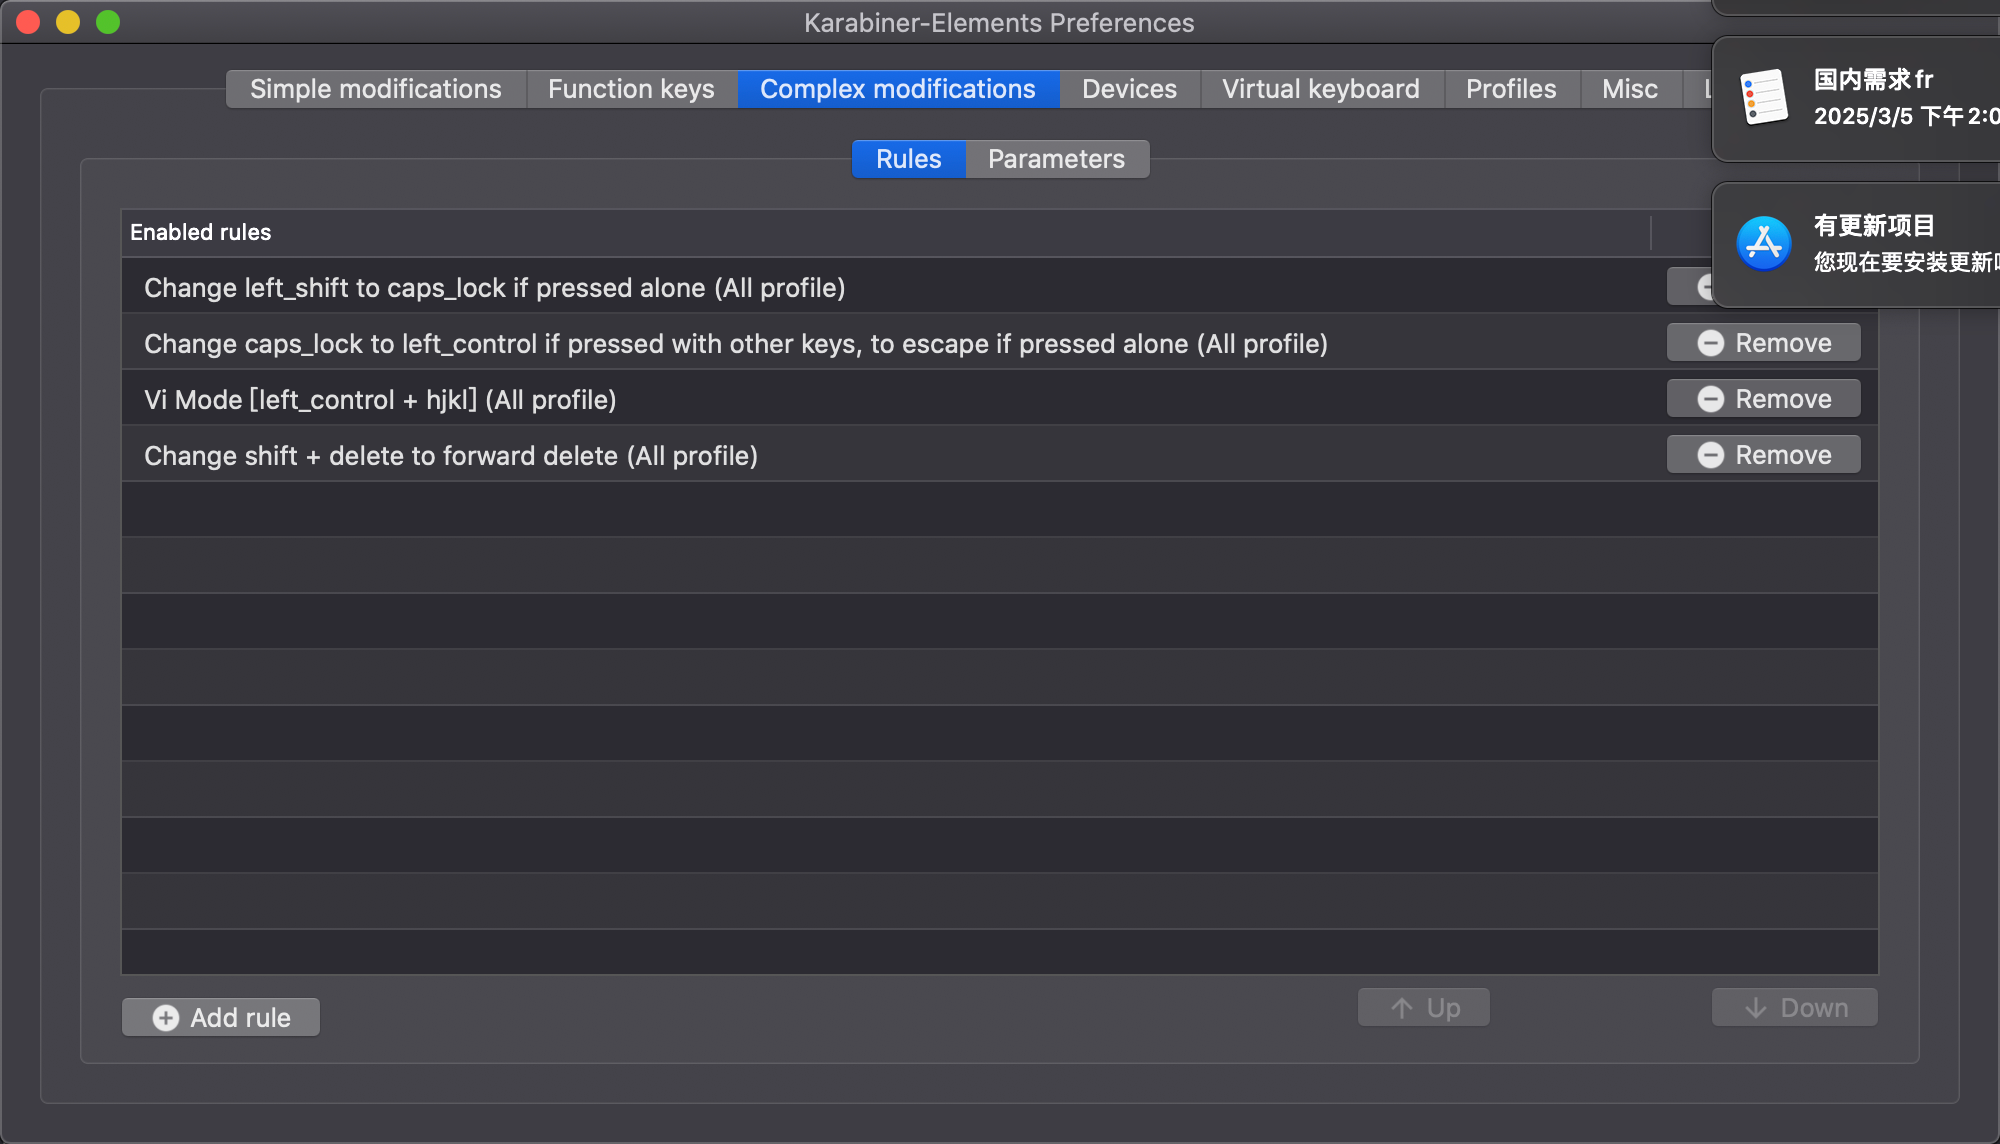 Karabiner-Elements Preferences
Simple modifications
Function keys
Complex modifications
Devices
Virtual keyboard
Profiles
Misc
国内需求fr
2025/3/5 下午2:0
Rules
Parameters
有更新项目
您现在要安装更新
Enabled rules
Change left_shift to caps_lock if pressed alone (All profile)
Change caps_lock to left_control if pressed with other keys, to escape if pressed alone (All profile)
Remove
Vi Mode [left_control + hjkl] (All profile)
Remove
Change shift + delete to forward delete (All profile)
Remove
Add rule
Up
Down